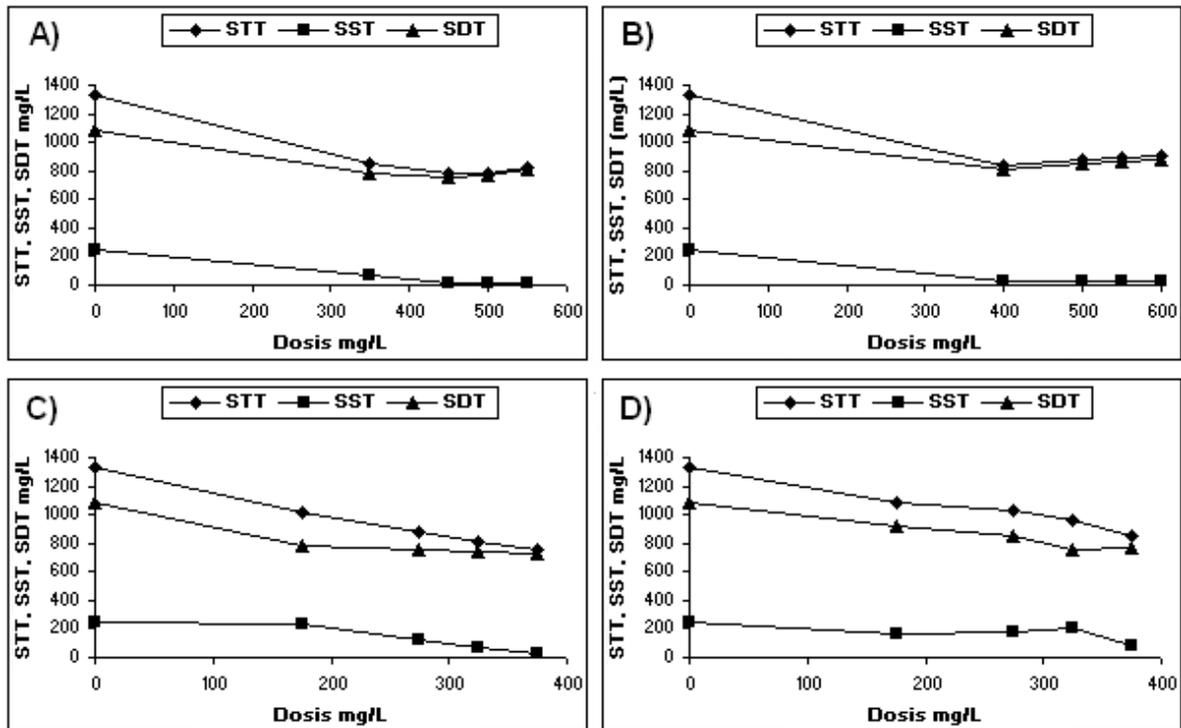 A)
STT SST SDT
STT, SST, SDT mg/L
1400
1200
1000
800
600
400
200
0
0 100 200 300 400 500 600
Dosis mg/L
B)
STT SST SDT
STT, SST, SDT (mg/L)
1400
1200
1000
800
600
400
200
0
0 100 200 300 400 500 600
Dosis mg/L
C)
STT SST SDT
STT, SST, SDT mg/L
1400
1200
1000
800
600
400
200
0
0 100 200 300 400
Dosis mg/L
D)
STT SST SDT
STT, SST, SDT mg/L
1400
1200
1000
800
600
400
200
0
0 100 200 300 400
Dosis mg/L